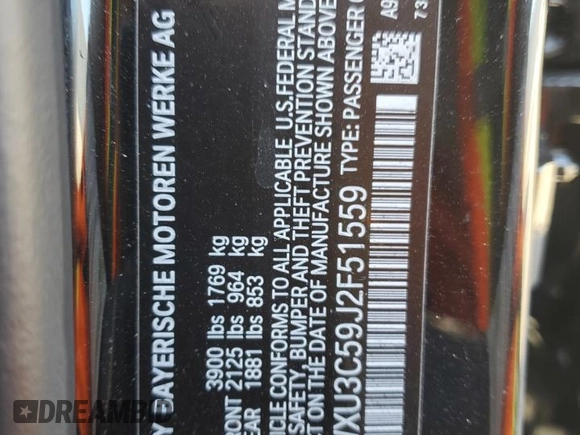 Y BAYERISCHE MOTOREN WERKE AG
3900 lbs 1769 kg
RONT 2125 lbs 964 kg
EAR 1881 lbs 853 kg
ICLE CONFORMS TO ALL APPLICABLE U.S. FEDERAL M
SAFETY, BUMPER AND THEFT PREVENTION STAND
N THE DATE OF MANUFACTURE SHOWN ABOVE
XU3C59J2F51559 TYPE: PASSENGER C
A9
73
DREAMBID